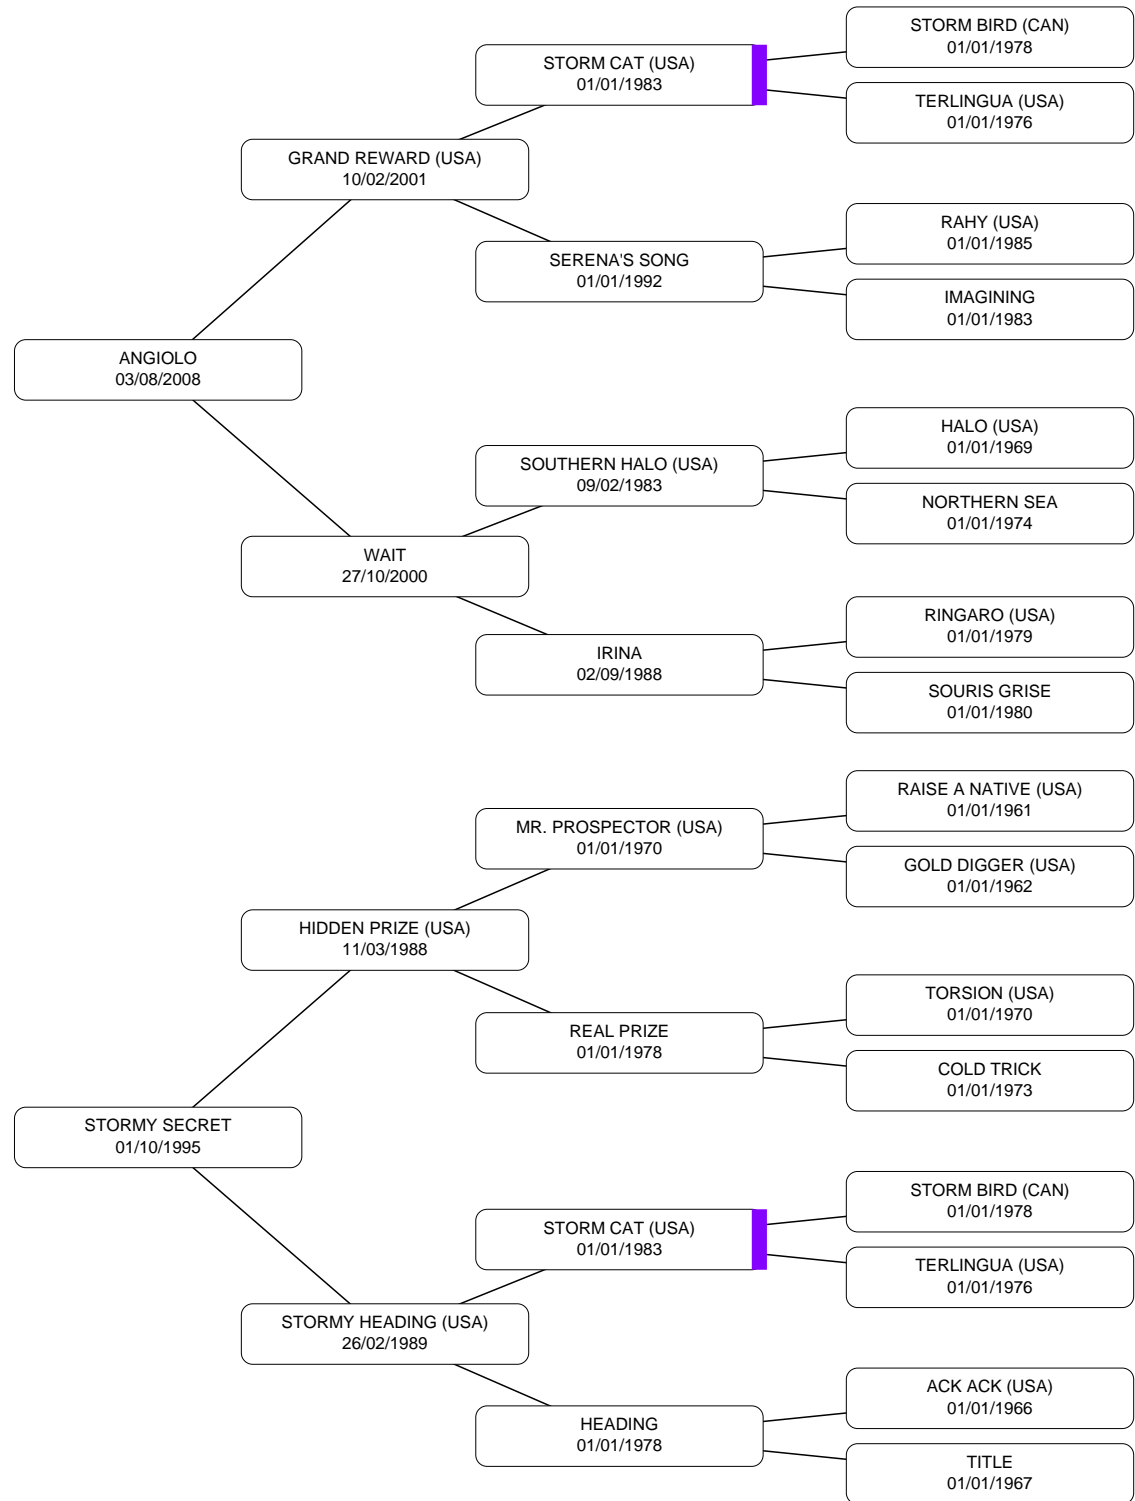 STORM BIRD (CAN)
01/01/1978
STORM CAT (USA)
01/01/1983
TERLINGUA (USA)
01/01/1976
GRAND REWARD (USA)
10/02/2001
RAHY (USA)
01/01/1985
SERENA'S SONG
01/01/1992
IMAGINING
01/01/1983
ANGIOLO
03/08/2008
HALO (USA)
01/01/1969
SOUTHERN HALO (USA)
09/02/1983
NORTHERN SEA
01/01/1974
WAIT
27/10/2000
RINGARO (USA)
01/01/1979
IRINA
02/09/1988
SOURIS GRISE
01/01/1980
RAISE A NATIVE (USA)
01/01/1961
MR. PROSPECTOR (USA)
01/01/1970
GOLD DIGGER (USA)
01/01/1962
HIDDEN PRIZE (USA)
11/03/1988
TORSION (USA)
01/01/1970
REAL PRIZE
01/01/1978
COLD TRICK
01/01/1973
STORMY SECRET
01/10/1995
STORM BIRD (CAN)
01/01/1978
STORM CAT (USA)
01/01/1983
TERLINGUA (USA)
01/01/1976
STORMY HEADING (USA)
26/02/1989
ACK ACK (USA)
01/01/1966
HEADING
01/01/1978
TITLE
01/01/1967